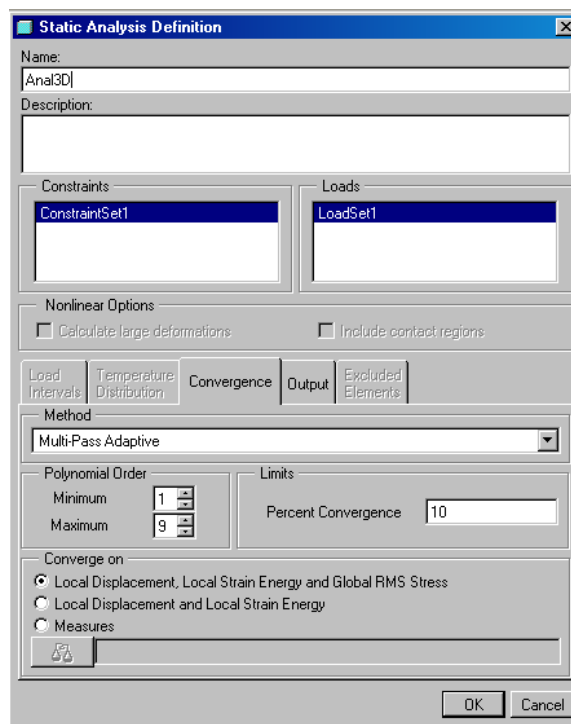 Static Analysis Definition
Name:
Anal3D
Description:
Constraints
Loads
ConstraintSet1
LoadSet1
Nonlinear Options
Calculate large deformations
Include contact regions
Load Intervals
Temperature Distribution
Convergence
Output
Excluded Elements
Method
Multi-Pass Adaptive
Polynomial Order
Limits
Minimum 1
Maximum 9
Percent Convergence 10
Converge on
Local Displacement, Local Strain Energy and Global RMS Stress
Local Displacement and Local Strain Energy
Measures
OK
Cancel